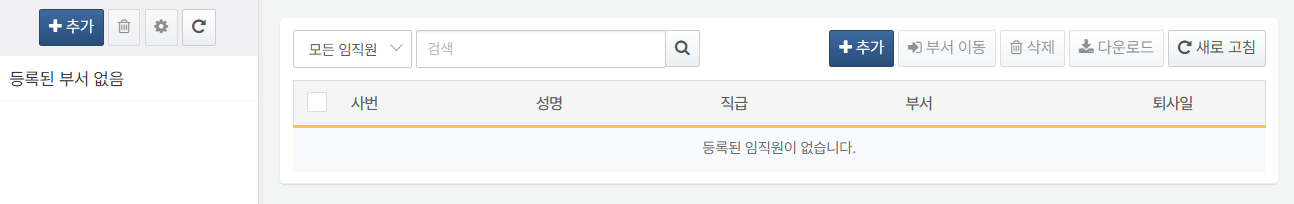 추가
등록된 부서 없음
모든 임직원 검색 추가 부서 이동 삭제 다운로드 새로 고침
사번 성명 직급 부서 퇴사일
등록된 임직원이 없습니다.